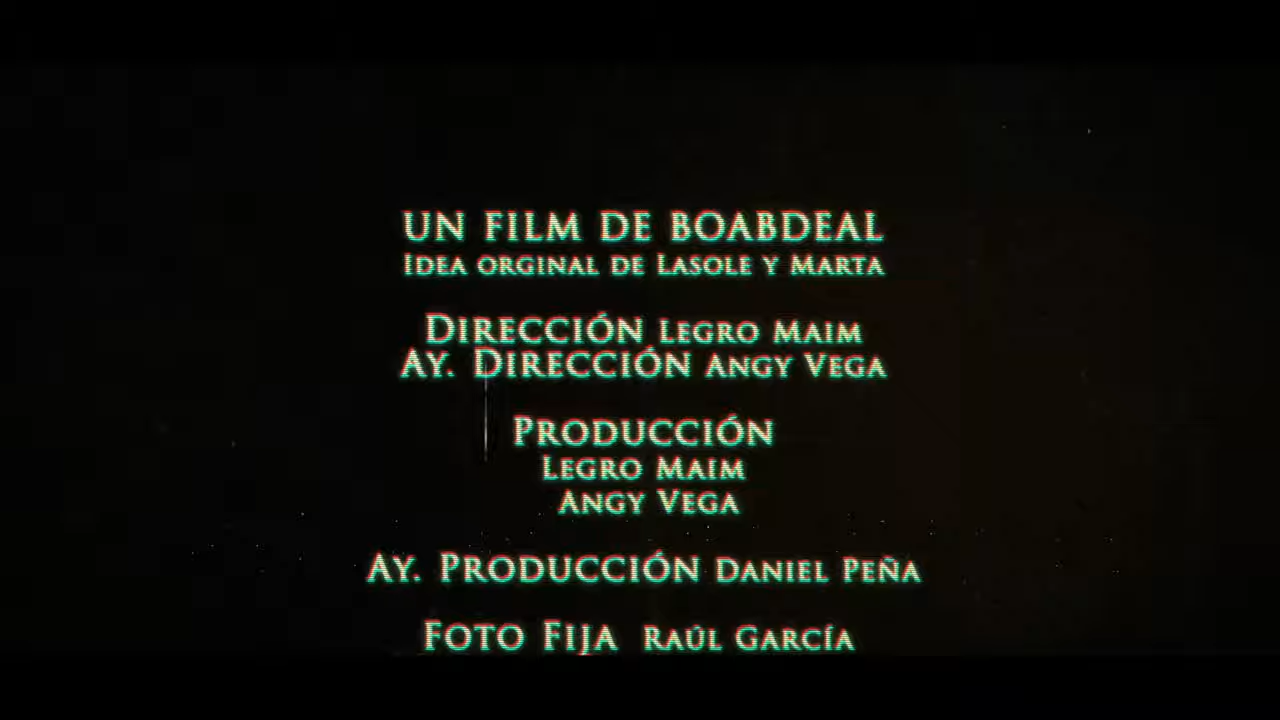 UN FILM DE BOABDEAL
IDEA ORGINAL DE LASOLE Y MARTA
DIRECCIÓN LEGRO MAIM
AY. DIRECCIÓN ANGY VEGA
PRODUCCIÓN
LEGRO MAIM
ANGY VEGA
AY. PRODUCCIÓN DANIEL PEÑA
FOTO FIJA RAÚL GARCÍA